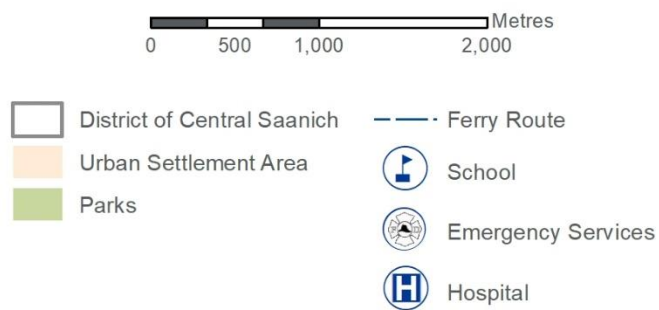 Metres
0 500 1,000 2,000
District of Central Saanich
Urban Settlement Area
Parks
Ferry Route
School
Emergency Services
H Hospital